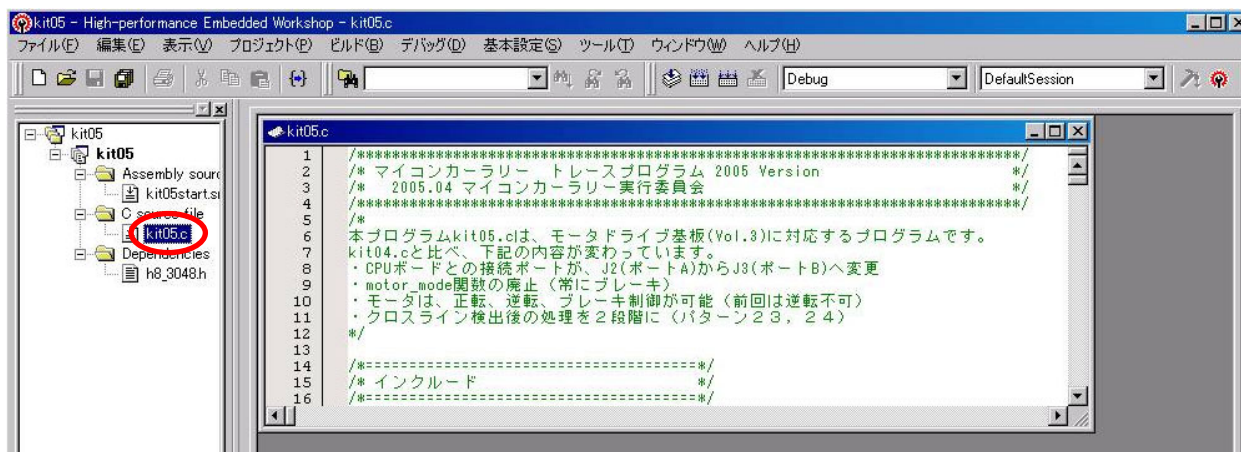 kit05 - High-performance Embedded Workshop - kit05.c
ファイル(F) 編集(E) 表示(V) プロジェクト(P) ビルド(B) デバッグ(D) 基本設定(S) ツール(T) ウィンドウ(W) ヘルプ(H)
Debug DefaultSession
kit05
kit05
Assembly sour
kit05start.sr
C source file
kit05.c
Dependencies
h8_3048.h
kit05.c
1 /****************************************************************************/
2 /* マイコンカーラリー トレースプログラム 2005 Version */
3 /* 2005.04 マイコンカーラリー実行委員会 */
4 /****************************************************************************/
5 /*
6 本プログラムkit05.cは、モータドライブ基板(Vol.3)に対応するプログラムです。
7 kit04.cと比べ、下記の内容が変わっています。
8 ・CPUボードとの接続ポートが、J2(ポートA)からJ3(ポートB)へ変更
9 ・motor_mode関数の廃止（常にブレーキ）
10 ・モータは、正転、逆転、ブレーキ制御が可能（前回は逆転不可）
11 ・クロスライン検出後の処理を２段階に（パターン２３，２４）
12 */
13
14 /*======================================*/
15 /* インクルード */
16 /*======================================*/